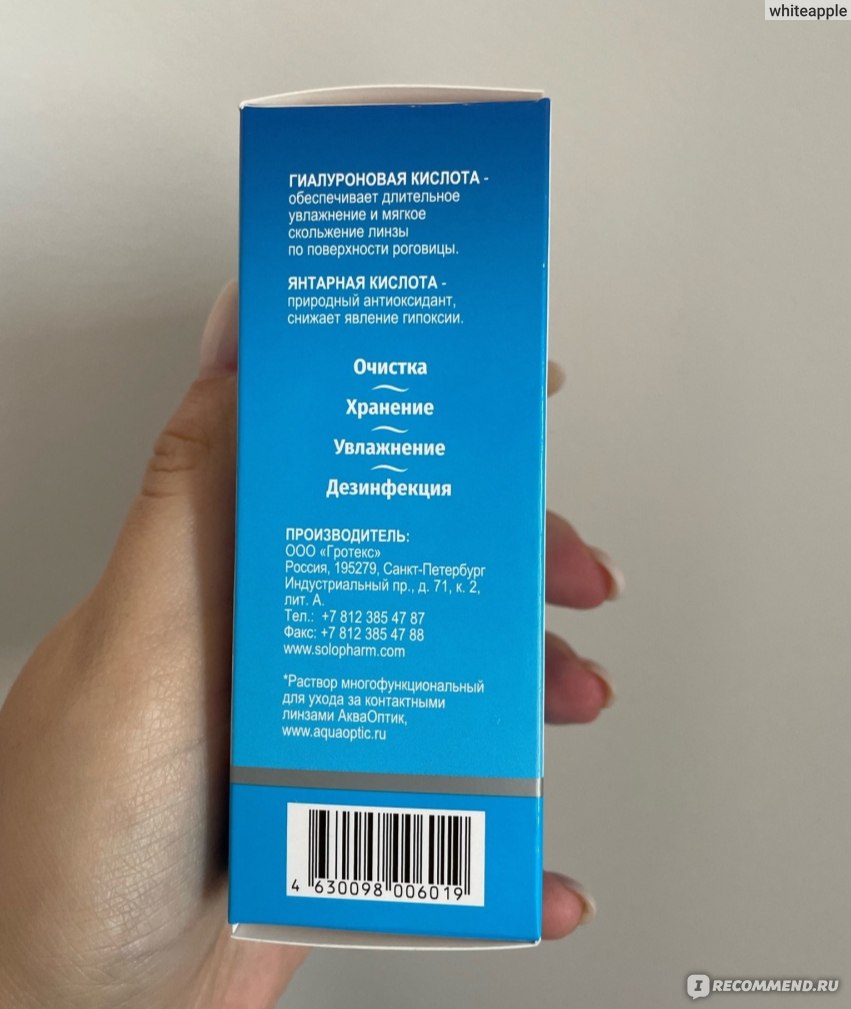 whiteapple
ГИАЛУРОНОВАЯ КИСЛОТА -
обеспечивает длительное
увлажнение и мягкое
скольжение линзы
по поверхности роговицы.
ЯНТАРНАЯ КИСЛОТА -
природный антиоксидант,
снижает явление гипоксии.
Очистка
Хранение
Увлажнение
Дезинфекция
ПРОИЗВОДИТЕЛЬ:
ООО «Гротекс»
Россия, 195279, Санкт-Петербург
Индустриальный пр., д. 71, к. 2,
лит. А.
Тел.: +7 812 385 47 87
Факс: +7 812 385 47 88
www.solopharm.com
*Раствор многофункциональный
для ухода за контактными
линзами АкваОптик,
www.aquaoptic.ru
4 630098 006019
IRECOMMEND.RU